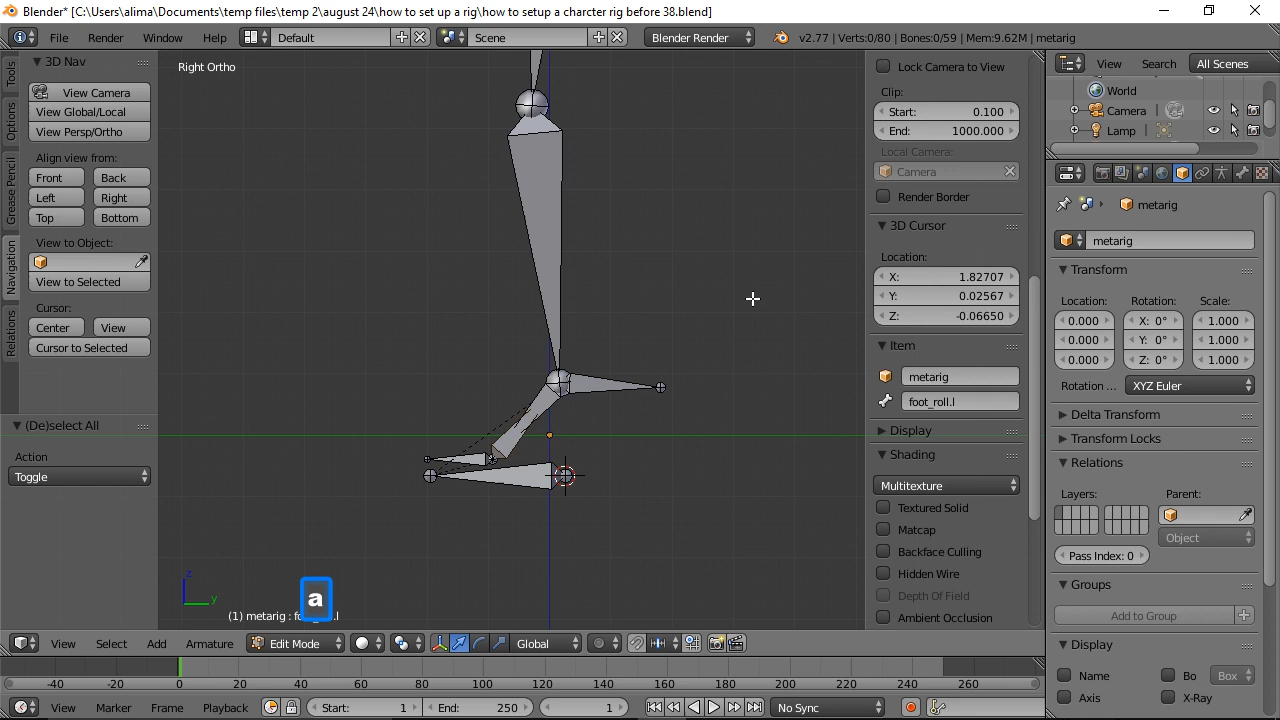 Blender* [C:\Users\alima\Documents\temp files\temp 2\august 24\how to set up a rig\how to setup a charcter rig before 38.blend]
File Render Window Help Default Scene Blender Render v2.77 | Verts:0/80 | Bones:0/59 | Mem:9.62M | metarig
Tools
Options
Grease Pencil
Navigation
Relations
3D Nav
View Camera
View Global/Local
View Persp/Ortho
Align view from:
Front Back
Left Right
Top Bottom
View to Object:
View to Selected
Cursor:
Center View
Cursor to Selected
(De)select All
Action
Toggle
Right Ortho
z
y
a
(1) metarig : fo
.l
Lock Camera to View
Clip:
Start: 0.100
End: 1000.000
Local Camera:
Camera
Render Border
3D Cursor
Location:
X: 1.82707
Y: 0.02567
Z: -0.06650
Item
metarig
foot_roll.l
Display
Shading
Multitexture
Textured Solid
Matcap
Backface Culling
Hidden Wire
Depth Of Field
Ambient Occlusion
View Search All Scenes
World
Camera
Lamp
metarig
metarig
Transform
Location: Rotation: Scale:
0.000 X: 0° 1.000
0.000 Y: 0° 1.000
0.000 Z: 0° 1.000
Rotation ... XYZ Euler
Delta Transform
Transform Locks
Relations
Layers: Parent:
Object
Pass Index: 0
Groups
Add to Group
Display
Name Bo Box
Axis X-Ray
View Select Add Armature Edit Mode Global
-40 -20 0 20 40 60 80 100 120 140 160 180 200 220 240 260
View Marker Frame Playback Start: 1 End: 250 1 No Sync